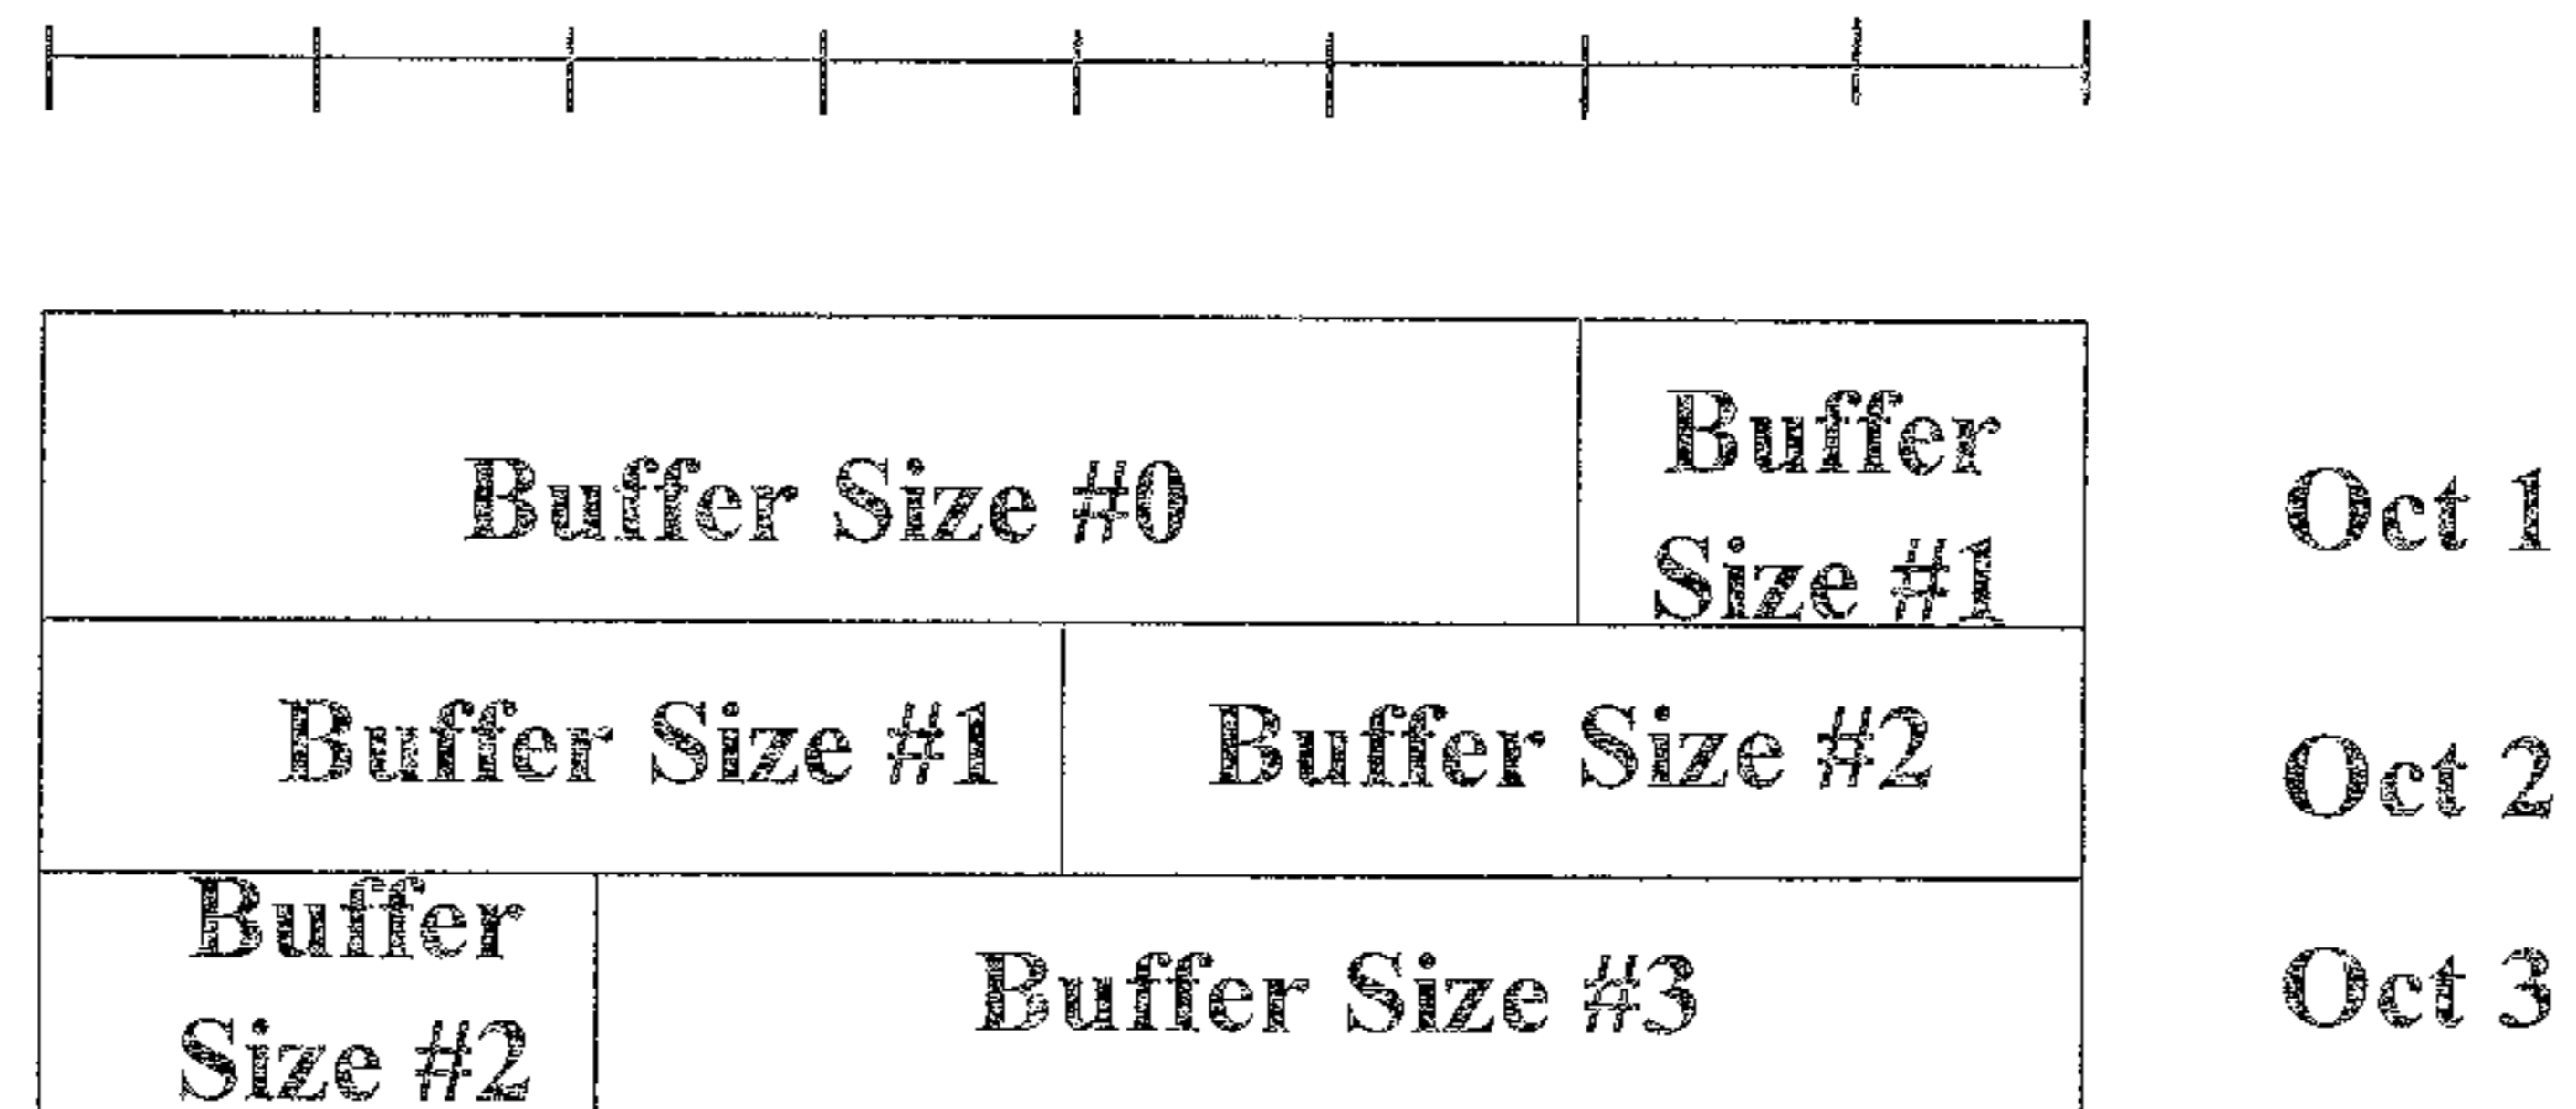 Buffer Size #0
Buffer
Size #1
Oct 1
Buffer Size #1
Buffer Size #2
Oct 2
Buffer
Size #2
Buffer Size #3
Oct 3